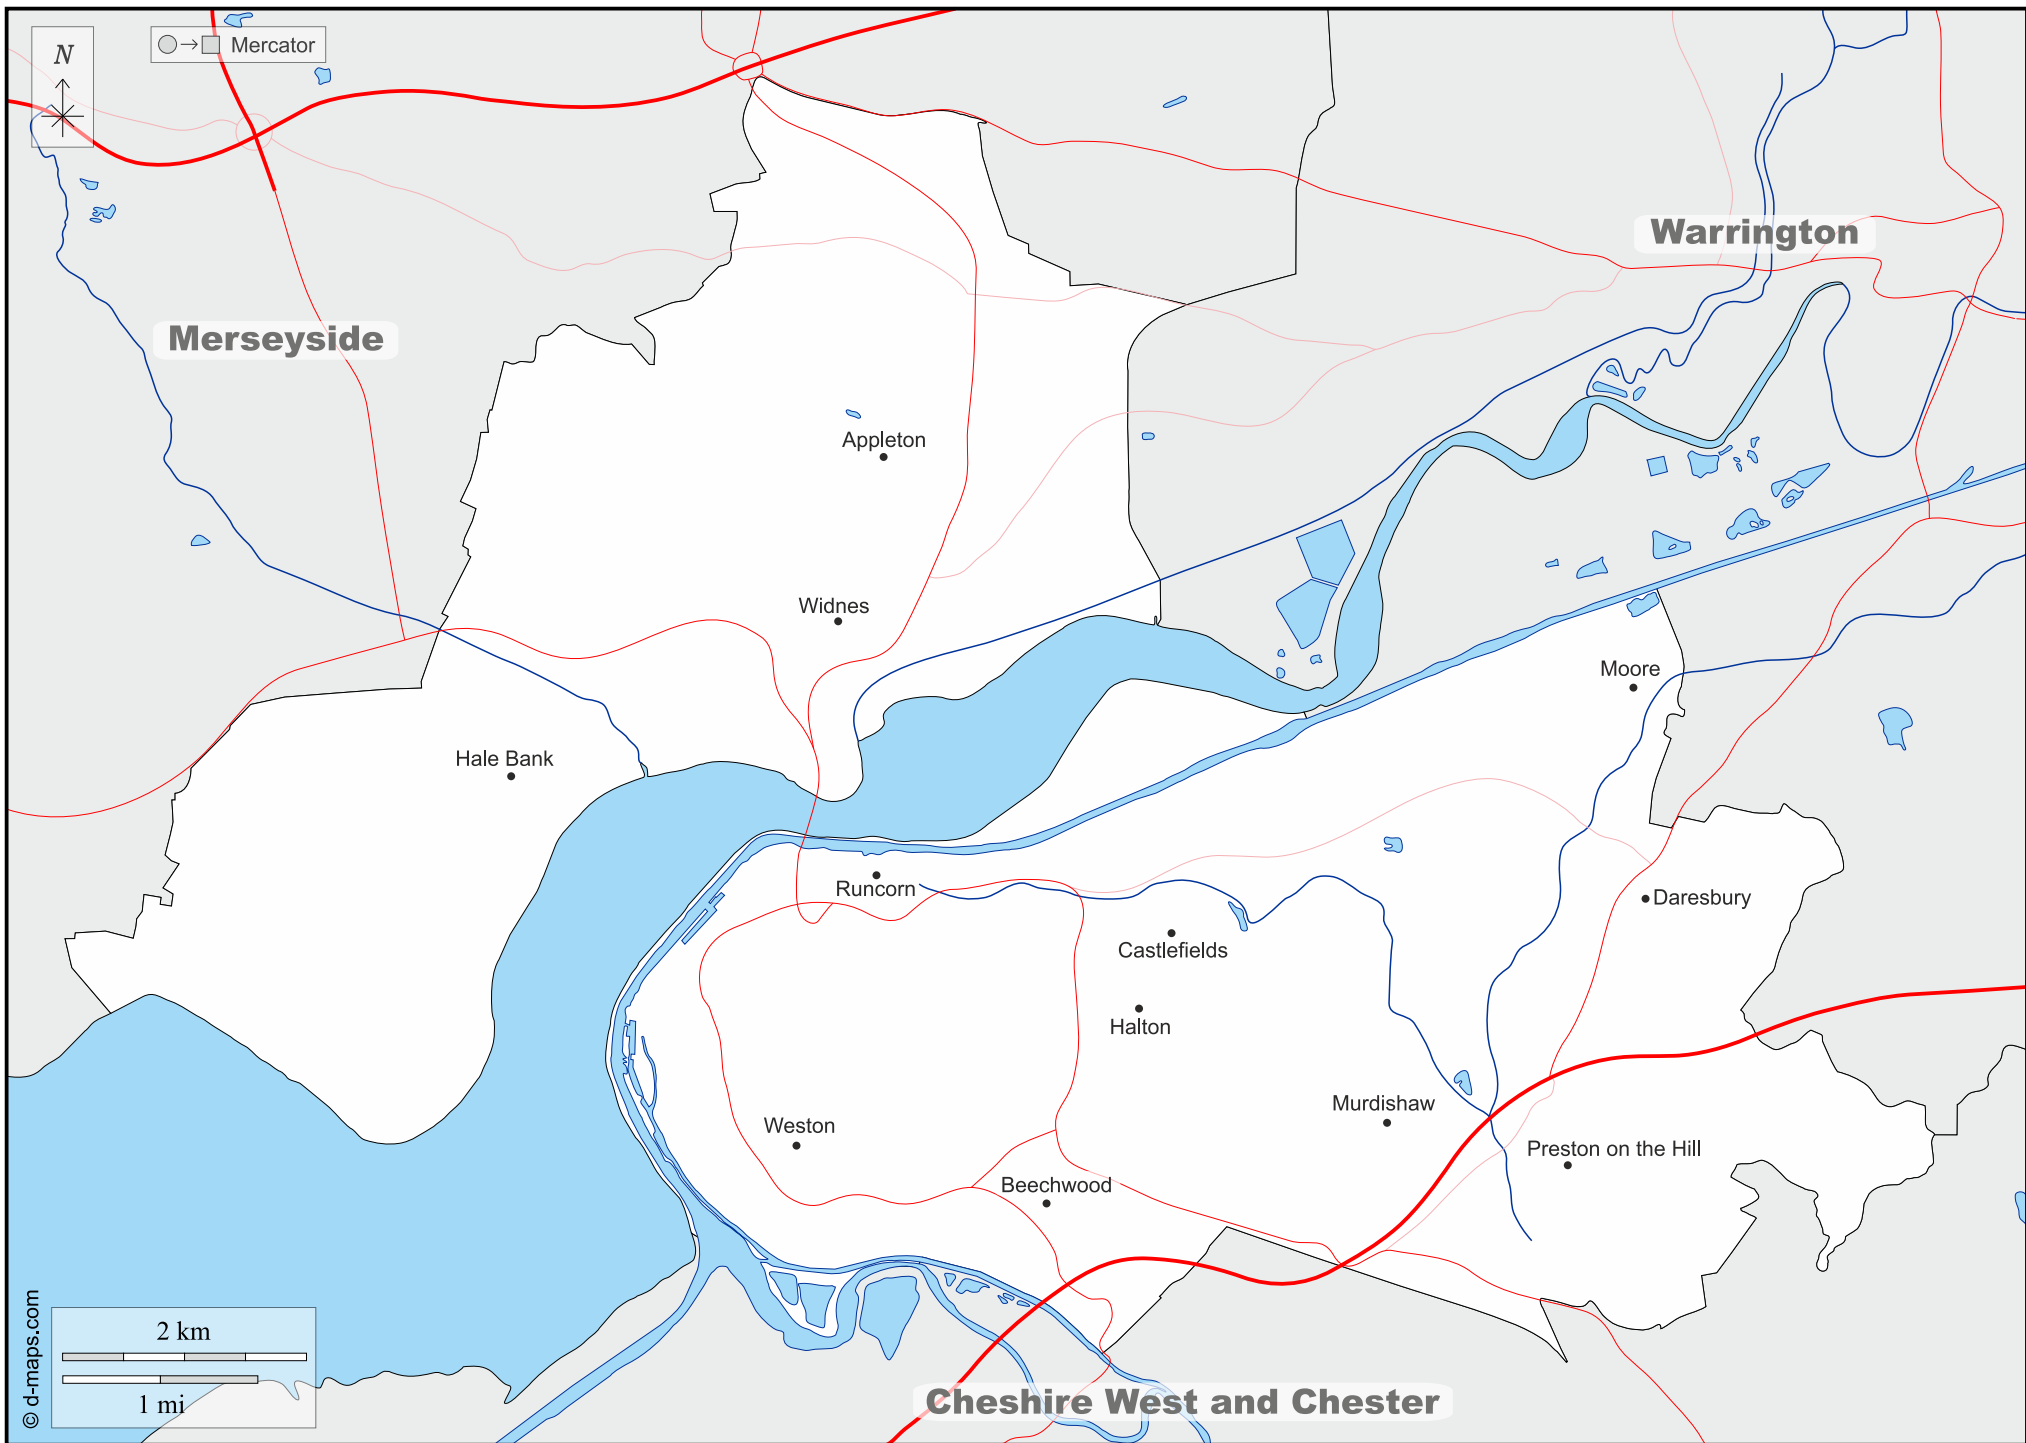 N
Mercator
Warrington
Merseyside
Appleton
Widnes
Moore
Hale Bank
Runcorn
Daresbury
Castlefields
Halton
Murdishaw
Weston
Preston on the Hill
Beechwood
2 km
1 mi
Cheshire West and Chester
© d-maps.com